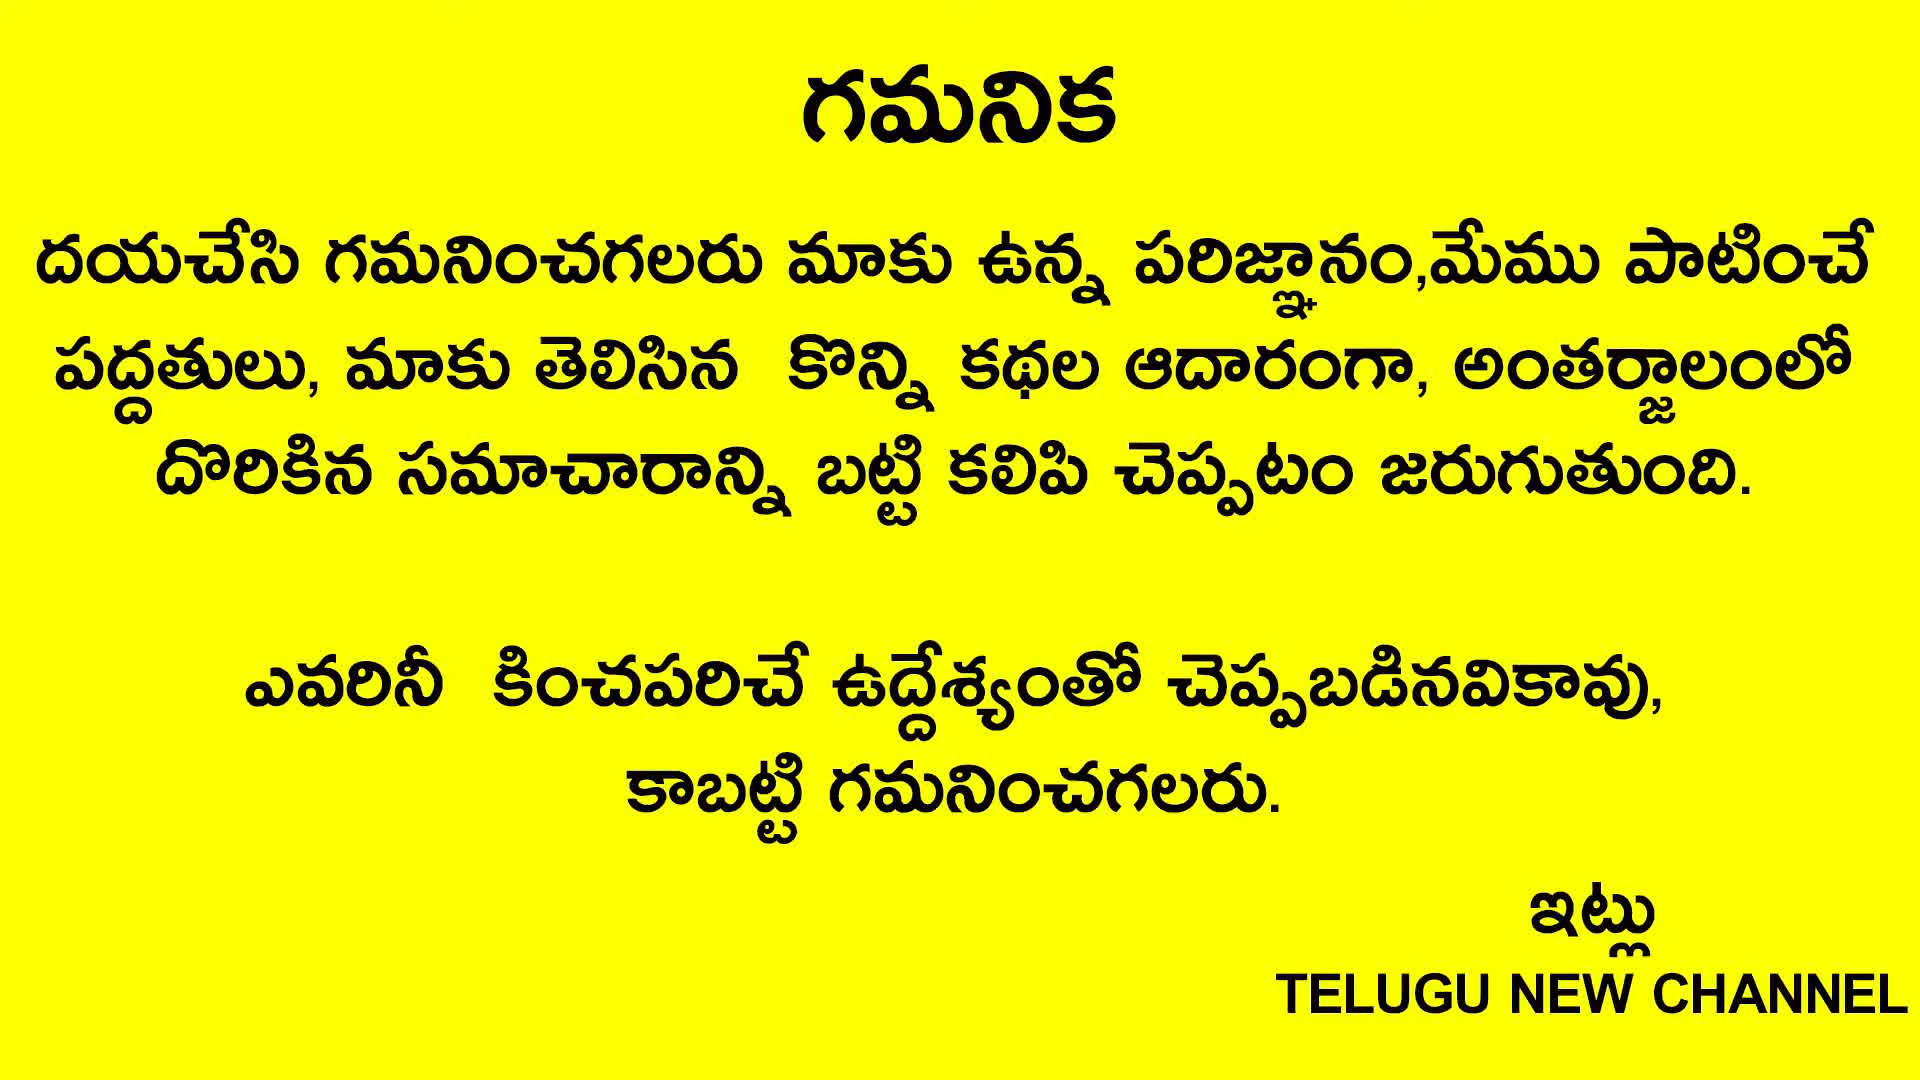 గమనిక
దయచేసి గమనించగలరు మాకు ఉన్న పరిజ్ఞానం,మేము పాటించే
పద్దతులు, మాకు తెలిసిన కొన్ని కథల ఆదారంగా, అంతర్జాలంలో
దొరికిన సమాచారాన్ని బట్టి కలిపి చెప్పటం జరుగుతుంది.
ఎవరినీ కించపరిచే ఉద్దేశ్యంతో చెప్పబడినవికావు,
కాబట్టి గమనించగలరు.
ఇట్లు
TELUGU NEW CHANNEL